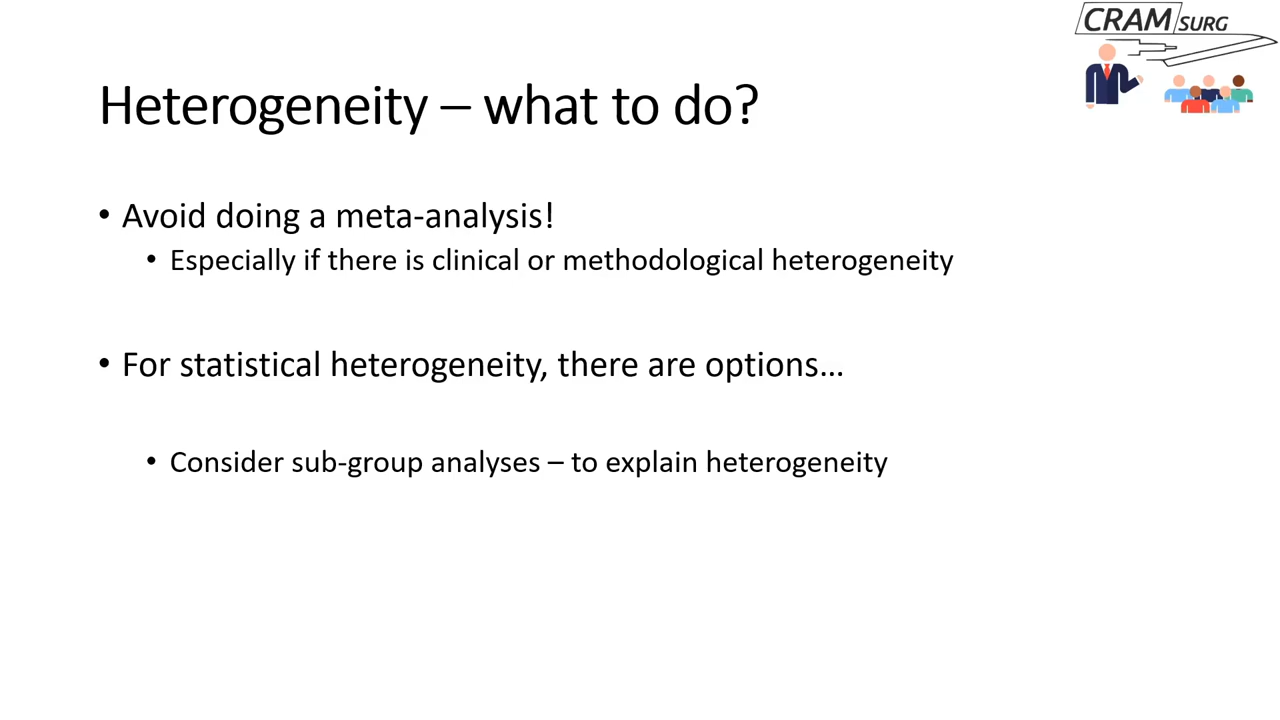 CRAM SURG
Heterogeneity – what to do?
• Avoid doing a meta-analysis!
• Especially if there is clinical or methodological heterogeneity
• For statistical heterogeneity, there are options...
• Consider sub-group analyses – to explain heterogeneity